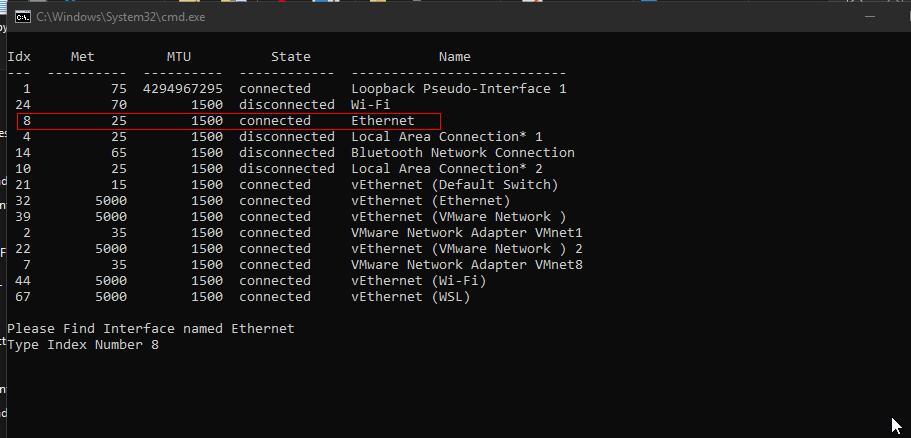 C:\Windows\System32\cmd.exe
Idx     Met         MTU          State                Name
---  ----------  ----------  ------------  ---------------------------
  1          75  4294967295  connected     Loopback Pseudo-Interface 1
 24          70        1500  disconnected  Wi-Fi
  8          25        1500  connected     Ethernet
  4          25        1500  disconnected  Local Area Connection* 1
 14          65        1500  disconnected  Bluetooth Network Connection
 10          25        1500  disconnected  Local Area Connection* 2
 21          15        1500  connected     vEthernet (Default Switch)
 32        5000        1500  connected     vEthernet (Ethernet)
 39        5000        1500  connected     vEthernet (VMware Network )
  2          35        1500  connected     VMware Network Adapter VMnet1
 22        5000        1500  connected     vEthernet (VMware Network ) 2
  7          35        1500  connected     VMware Network Adapter VMnet8
 44        5000        1500  connected     vEthernet (Wi-Fi)
 67        5000        1500  connected     vEthernet (WSL)
Please Find Interface named Ethernet
Type Index Number 8